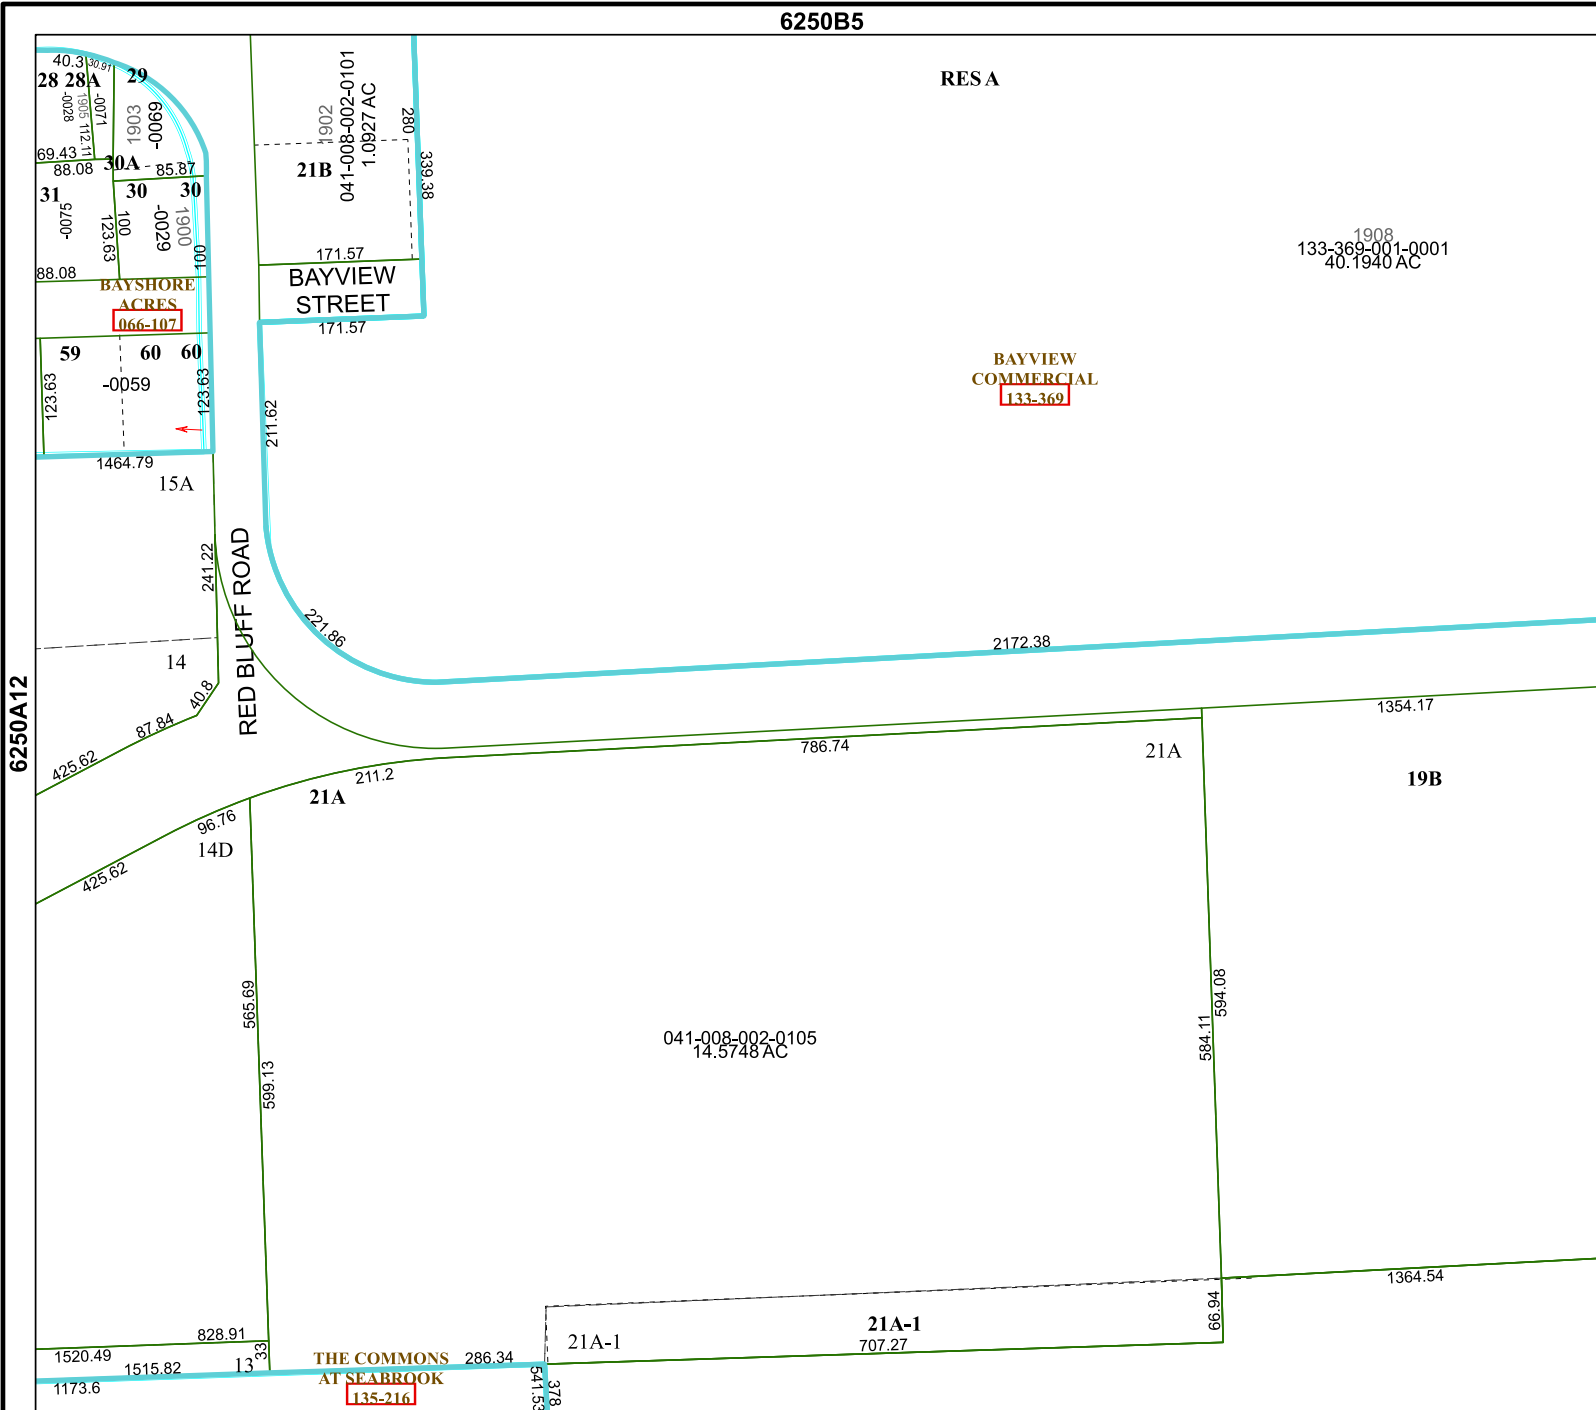 6250B5
40.3
30.91
28 28A
29
-0028
1905
112.11
-0071
1903
-0069
69.43
88.08
30A
85.87
31
30
30
-0075
123.63
100
-0029
1900
100
88.08
BAYSHORE
ACRES
066-107
59
60
60
-0059
123.63
123.63
1464.79
15A
1902
041-008-002-0101
1.0927 AC
280
339.38
21B
171.57
BAYVIEW
STREET
171.57
211.62
RES A
1908
133-369-001-0001
40.1940 AC
BAYVIEW
COMMERCIAL
133-369
241.22
RED BLUFF ROAD
221.86
2172.38
14
40.8
87.84
425.62
6250A12
1354.17
786.74
21A
19B
211.2
21A
96.76
14D
425.62
565.69
599.13
041-008-002-0105
14.5748 AC
594.08
584.11
1364.54
66.94
21A-1
21A-1
707.27
828.91
33
1520.49
1515.82
13
1173.6
THE COMMONS
AT SEABROOK
135-216
286.34
541.53
378